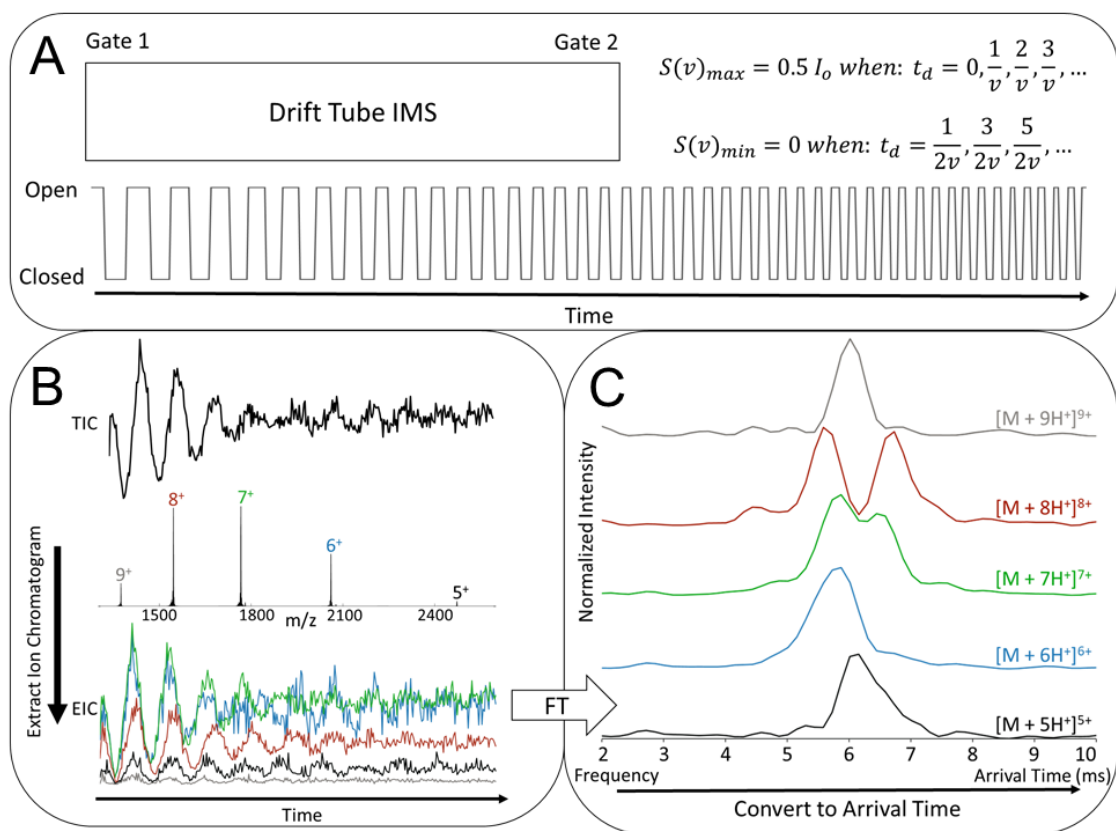 A
Gate 1
Gate 2
Drift Tube IMS
S(v)ₘₐₓ = 0.5 Iₒ when: t_d = 0, 1/v, 2/v, 3/v, …
S(v)ₘᵢₙ = 0 when: t_d = 1/2v, 3/2v, 5/2v, …
Open
Closed
Time
B
TIC
9⁺
8⁺
7⁺
6⁺
5⁺
1500
1800
2100
2400
m/z
Extract Ion Chromatogram
EIC
Time
FT
C
Normalized Intensity
[M + 9H⁺]⁹⁺
[M + 8H⁺]⁸⁺
[M + 7H⁺]⁷⁺
[M + 6H⁺]⁶⁺
[M + 5H⁺]⁵⁺
2 3 4 5 6 7 8 9 10
Frequency
Arrival Time (ms)
Convert to Arrival Time